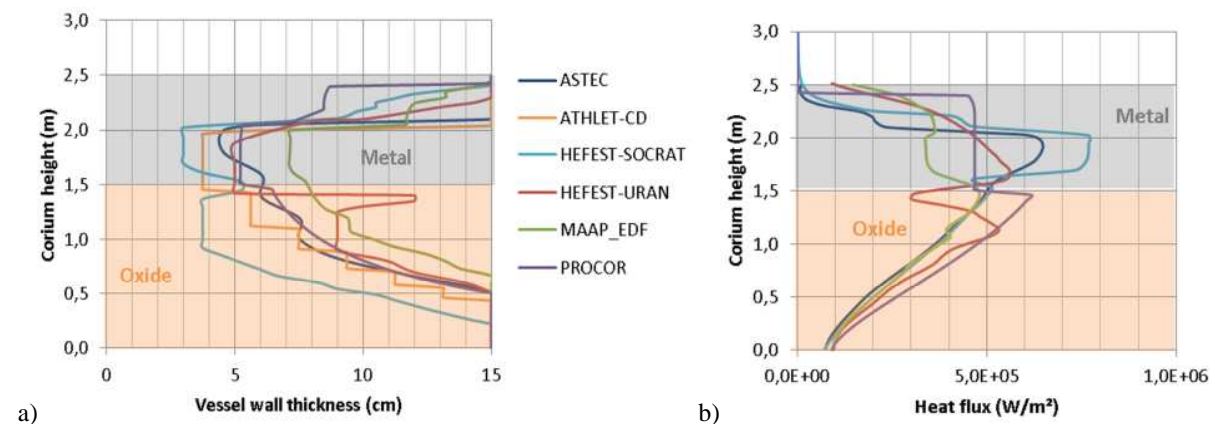 3,0
2,5
2,0
1,5
1,0
0,5
0,0
Corium height (m)
Metal
Oxide
0
5
10
15
Vessel wall thickness (cm)
a)
ASTEC
ATHLET-CD
HEFEST-SOCRAT
HEFEST-URAN
MAAP_EDF
PROCOR
3,0
2,5
2,0
1,5
1,0
0,5
0,0
Corium height (m)
Metal
Oxide
0,0E+00
5,0E+05
1,0E+06
Heat flux (W/m²)
b)